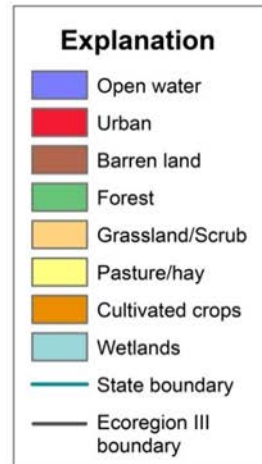 Explanation
Open water
Urban
Barren land
Forest
Grassland/Scrub
Pasture/hay
Cultivated crops
Wetlands
State boundary
Ecoregion III
boundary